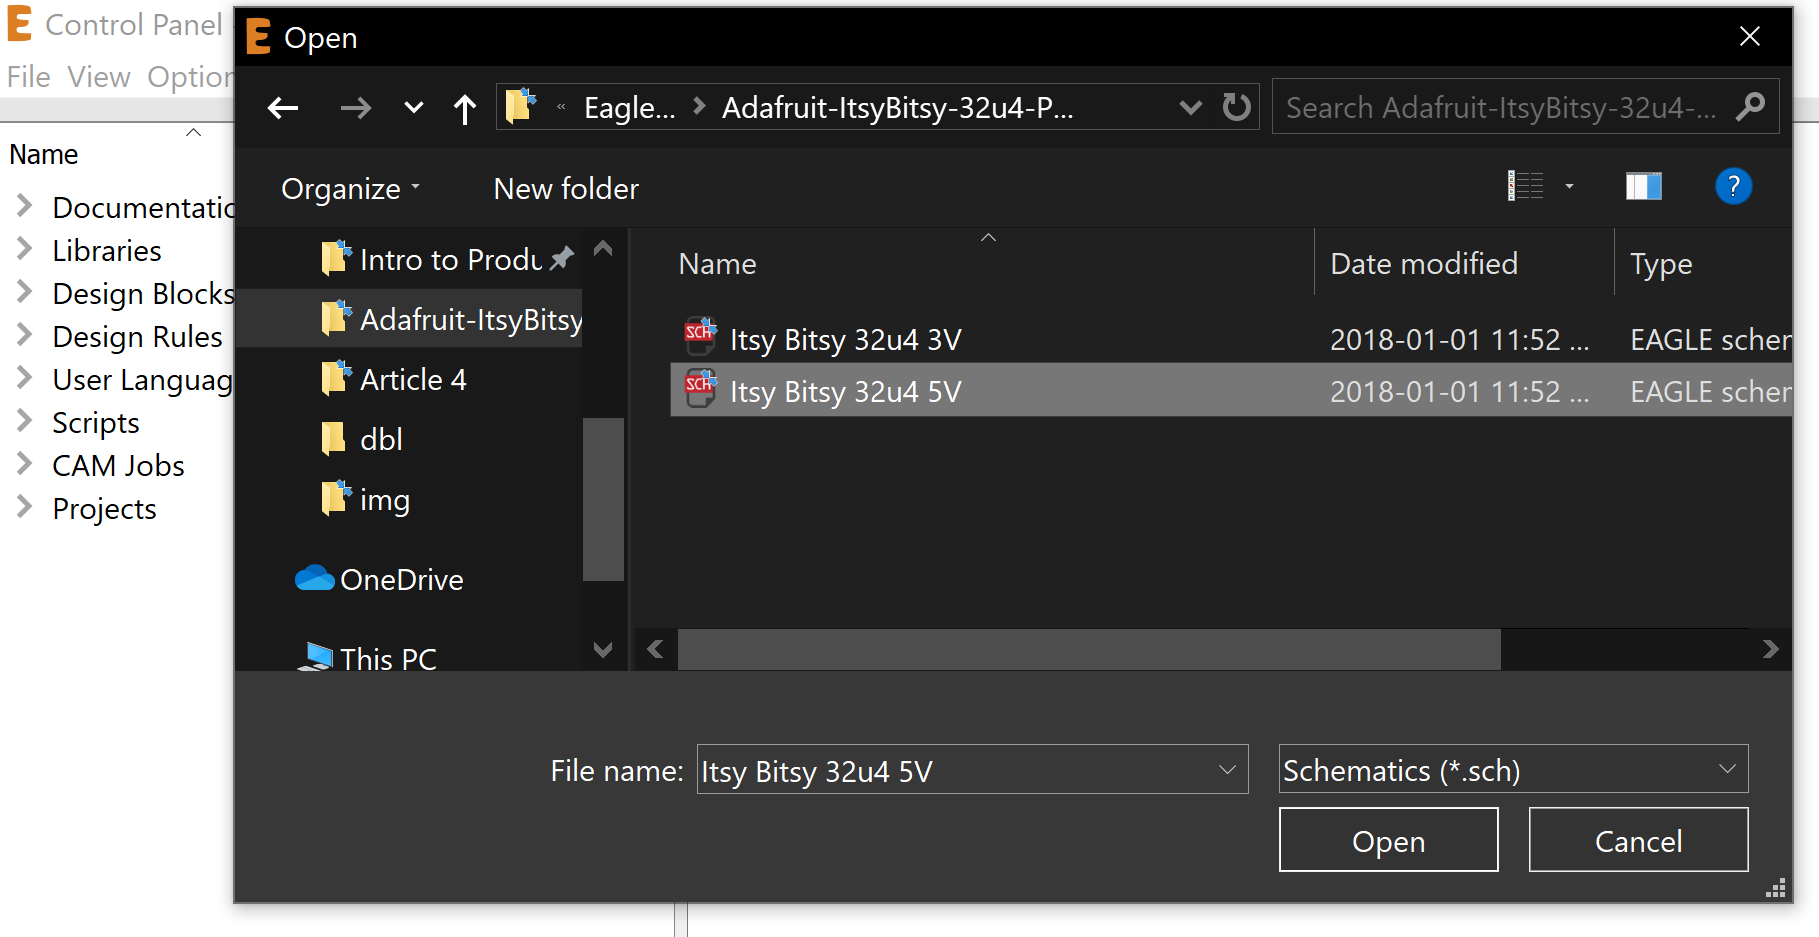 Control Panel
File View Option
Name
Documentatic
Libraries
Design Blocks
Design Rules
User Languag
Scripts
CAM Jobs
Projects
E Open
« Eagle... > Adafruit-ItsyBitsy-32u4-P...
Search Adafruit-ItsyBitsy-32u4-...
Organize
New folder
?
Intro to Produ
Adafruit-ItsyBitsy
Article 4
dbl
img
OneDrive
This PC
Name Date modified Type
SCH Itsy Bitsy 32u4 3V 2018-01-01 11:52 ... EAGLE scher
SCH Itsy Bitsy 32u4 5V 2018-01-01 11:52 ... EAGLE scher
File name: Itsy Bitsy 32u4 5V Schematics (*.sch)
Open Cancel